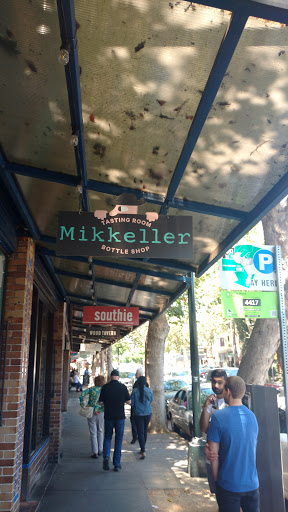 TASTING ROOM
Mikkeller
BOTTLE SHOP
southie
WOOD TAVERN
P
PAY HERE
4417